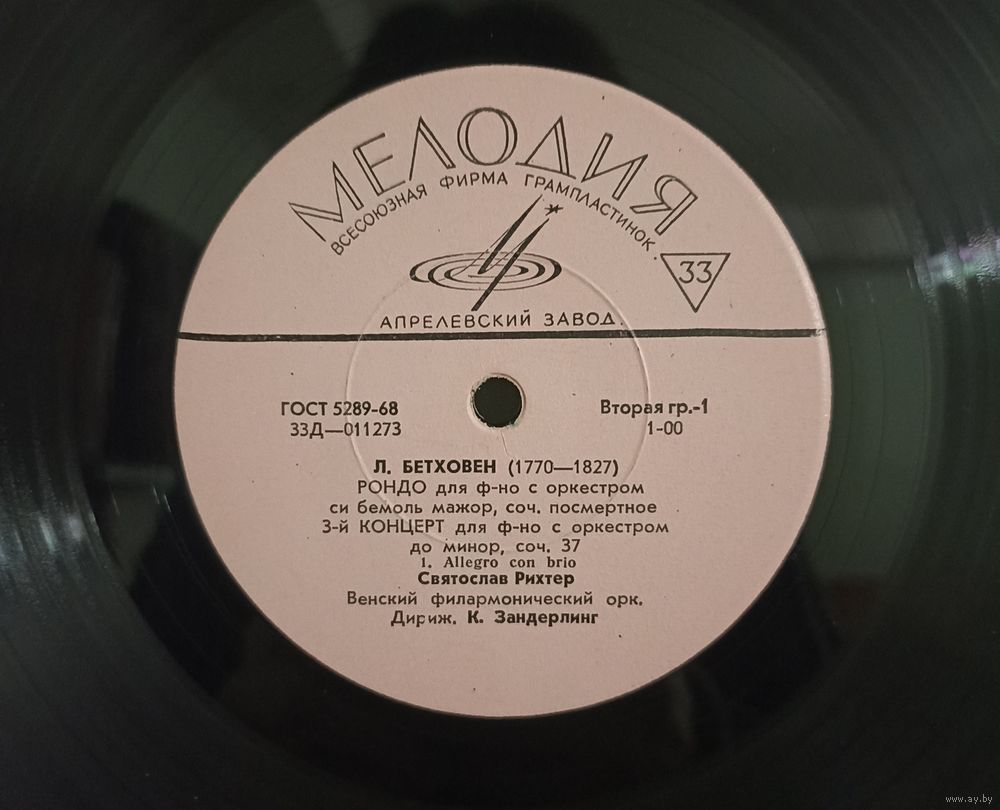 МЕЛОДИЯ
ВСЕСОЮЗНАЯ ФИРМА ГРАМПЛАСТИНОК
33
АПРЕЛЕВСКИЙ ЗАВОД
ГОСТ 5289-68
33Д—011273
Вторая гр.-1
1-00
Л. БЕТХОВЕН (1770—1827)
РОНДО для ф-но с оркестром
си бемоль мажор, соч. посмертное
3-й КОНЦЕРТ для ф-но с оркестром
до минор, соч. 37
1. Allegro con brio
Святослав Рихтер
Венский филармонический орк.
Дириж. К. Зандерлинг
www.ay.by